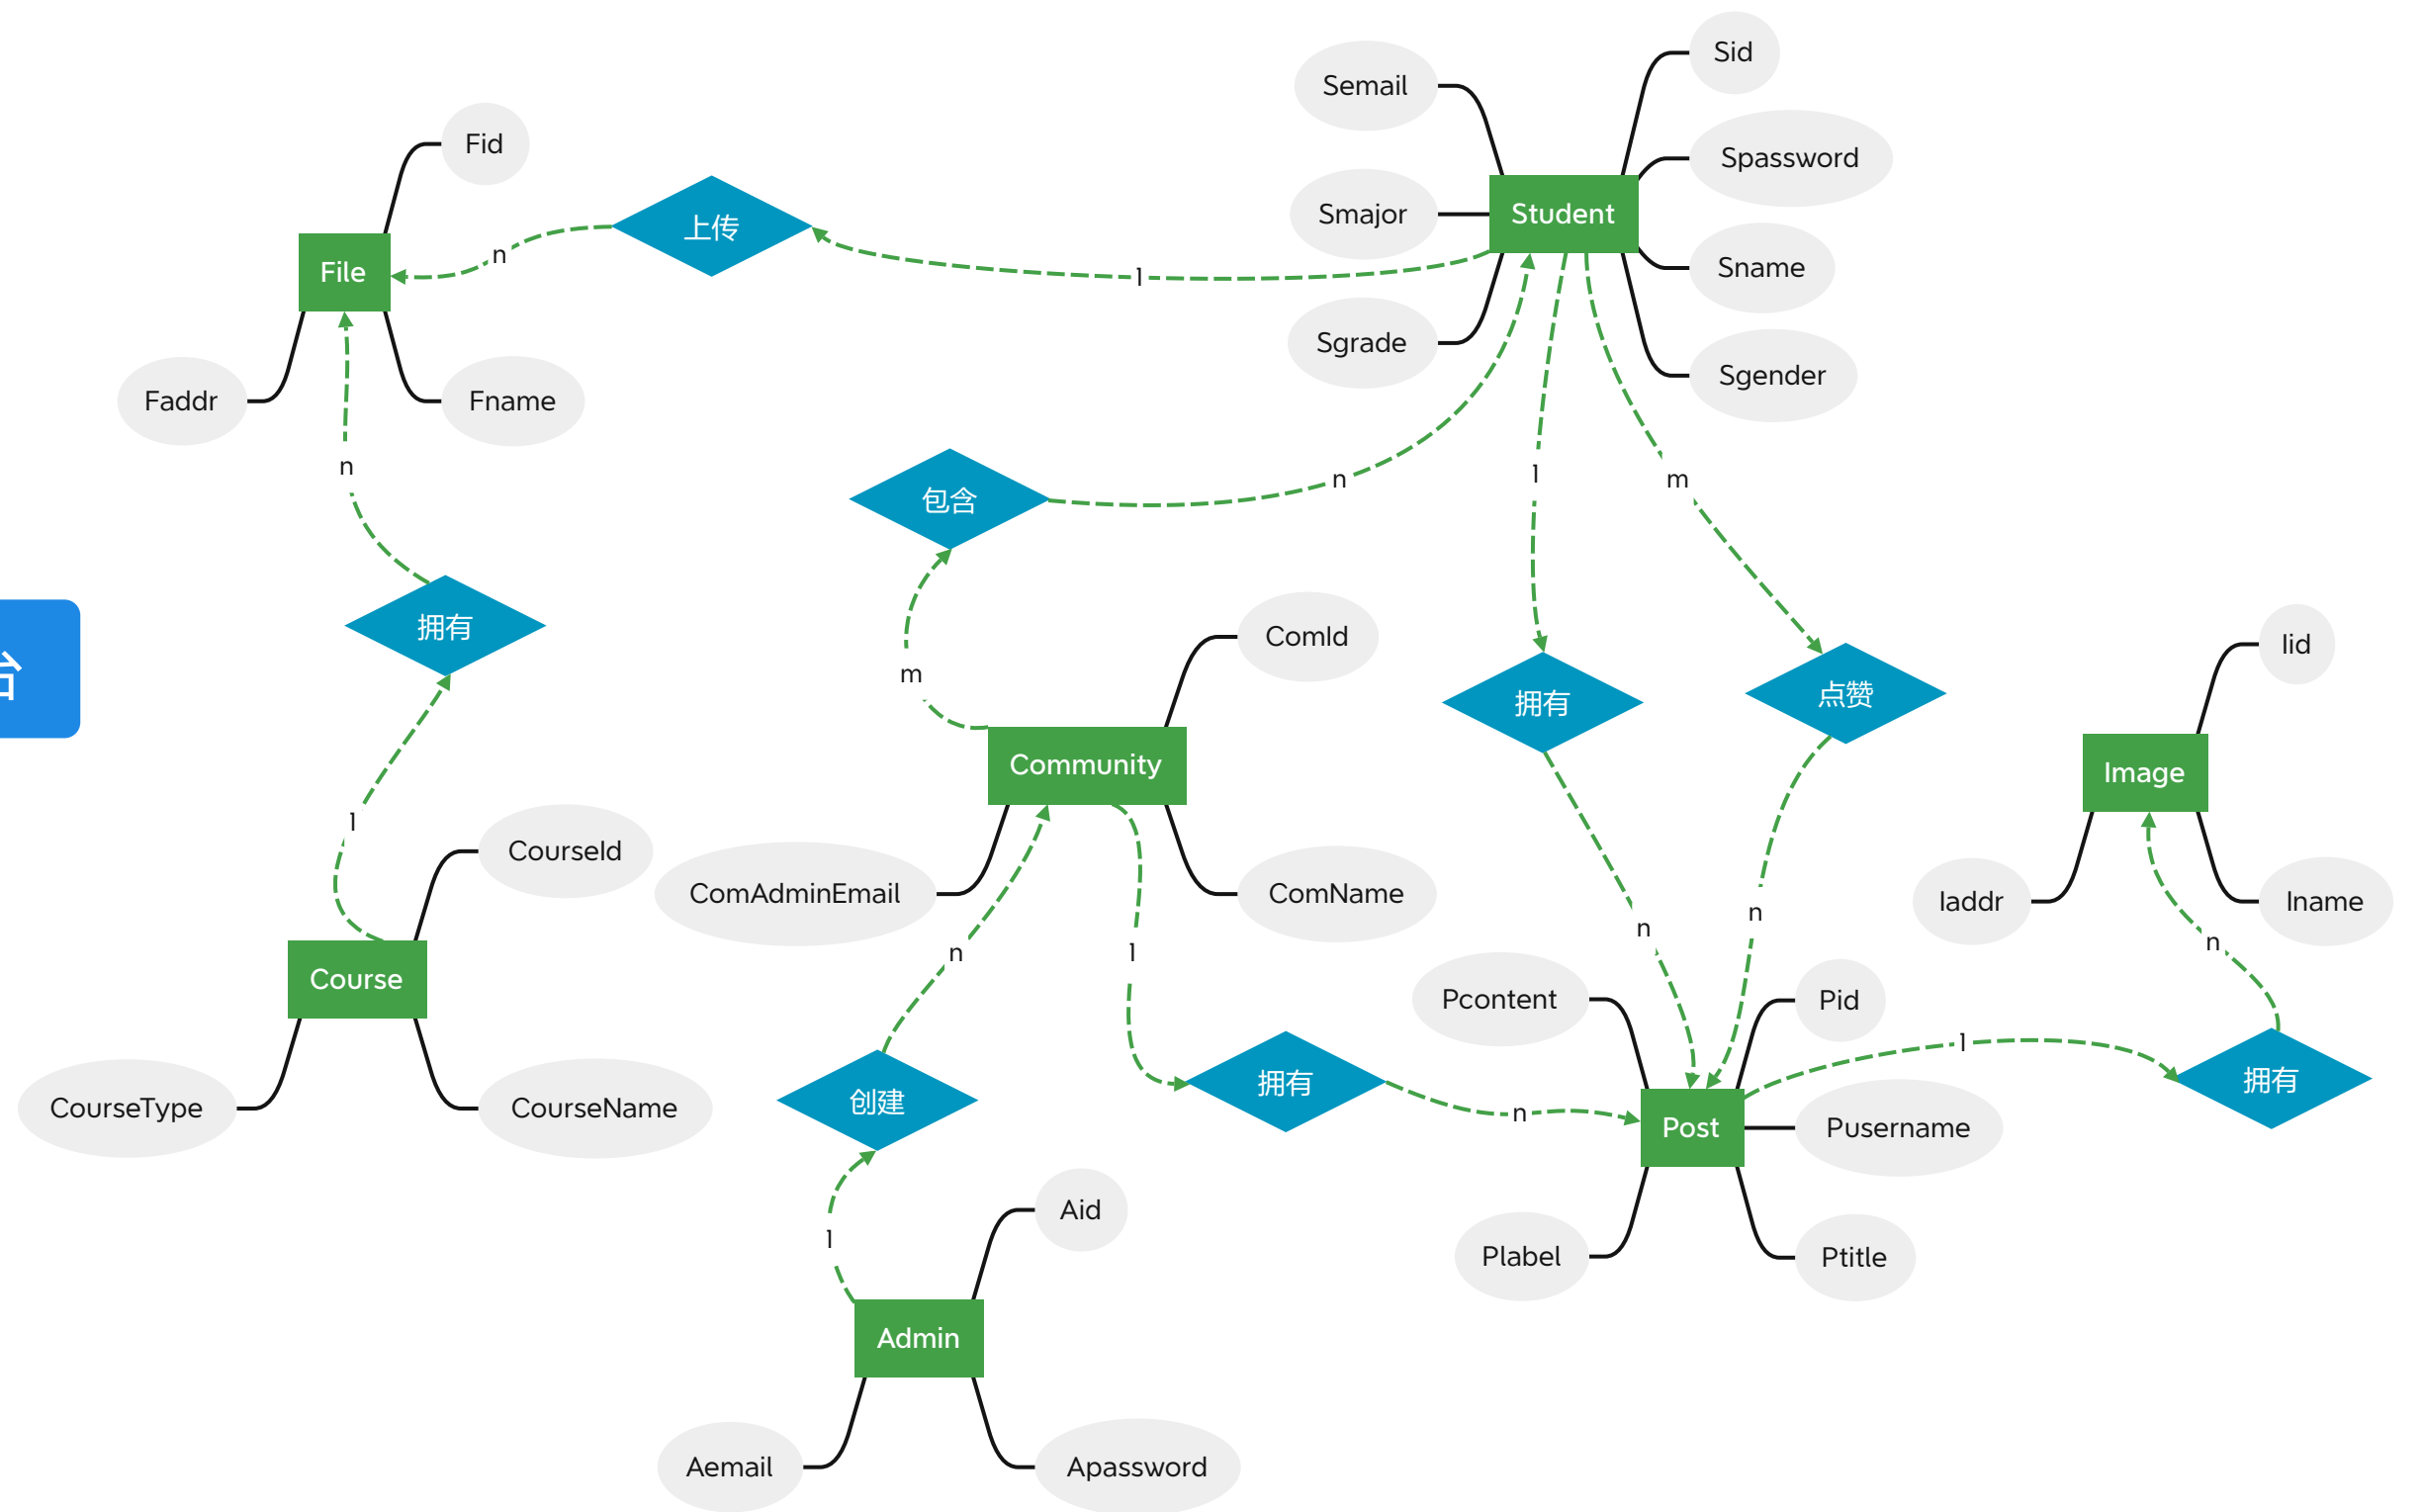 Sid
Semail
Fid
Spassword
Student
Smajor
上传
n
Sname
File
1
Sgrade
Sgender
Faddr
Fname
n
1
n
m
包含
拥有
ComId
Iid
台
m
拥有
点赞
Community
Image
1
CourseId
ComAdminEmail
ComName
Iaddr
Iname
n
n
n
n
1
Course
Pcontent
Pid
1
拥有
拥有
创建
CourseType
CourseName
n
Post
Pusername
Aid
1
Plabel
Ptitle
Admin
Aemail
Apassword